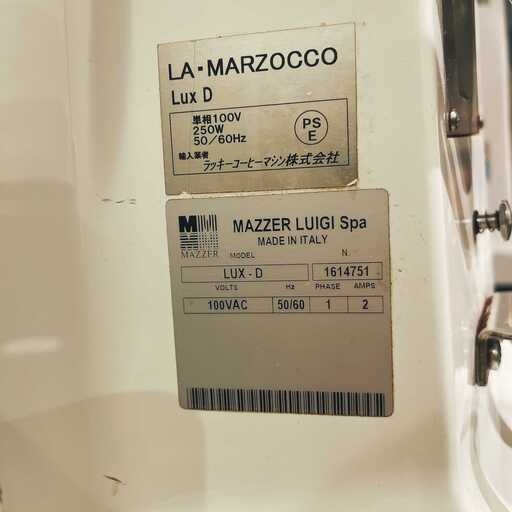 LA・MARZOCCO
Lux D
単相100V
250W
50/60Hz
PS
E
輸入業者 ラッキーコーヒーマシン株式会社
MAZZER
MAZZER LUIGI Spa
MADE IN ITALY
MODEL N.
LUX - D 1614751
VOLTS Hz PHASE AMPS
100VAC 50/60 1 2